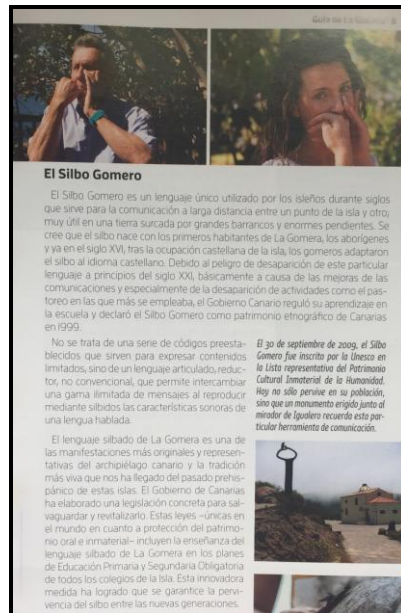 Guía de La Gomera 8
El Silbo Gomero
El Silbo Gomero es un lenguaje único utilizado por los isleños durante siglos
que sirve para la comunicación a larga distancia entre un punto de la isla y otro;
muy útil en una tierra surcada por grandes barrancos y enormes pendientes. Se
cree que el silbo nace con los primeros habitantes de La Gomera, los aborígenes
y ya en el siglo XVI, tras la ocupación castellana de la isla, los gomeros adaptaron
el silbo al idioma castellano. Debido al peligro de desaparición de este particular
lenguaje a principios del siglo XXI, básicamente a causa de las mejoras de las
comunicaciones y especialmente de la desaparición de actividades como el pas-
toreo en las que más se empleaba, el Gobierno Canario reguló su aprendizaje en
la escuela y declaró el Silbo Gomero como patrimonio etnográfico de Canarias
en 1999.
No se trata de una serie de códigos preesta-
blecidos que sirven para expresar contenidos
limitados, sino de un lenguaje articulado, reduc-
tor, no convencional, que permite intercambiar
una gama ilimitada de mensajes al reproducir
mediante silbidos las características sonoras de
una lengua hablada.
El lenguaje silbado de La Gomera es una de
las manifestaciones más originales y represen-
tativas del archipiélago canario y la tradición
más viva que nos ha llegado del pasado prehis-
pánico de estas islas. El Gobierno de Canarias
ha elaborado una legislación concreta para sal-
vaguardar y revitalizarlo. Estas leyes –únicas en
el mundo en cuanto a protección del patrimo-
nio oral e inmaterial– incluyen la enseñanza del
lenguaje silbado de La Gomera en los planes
de Educación Primaria y Segundaria Obligatoria
de todos los colegios de la Isla. Esta innovadora
medida ha logrado que se garantice la pervi-
vencia del silbo entre las nuevas generaciones.
El 30 de septiembre de 2009, el Silbo
Gomero fue inscrito por la Unesco en
la Lista representativa del Patrimonio
Cultural Inmaterial de la Humanidad.
Hoy no sólo pervive en su población,
sino que un monumento erigido junto al
mirador de Igualero recuerda esta par-
ticular herramienta de comunicación.